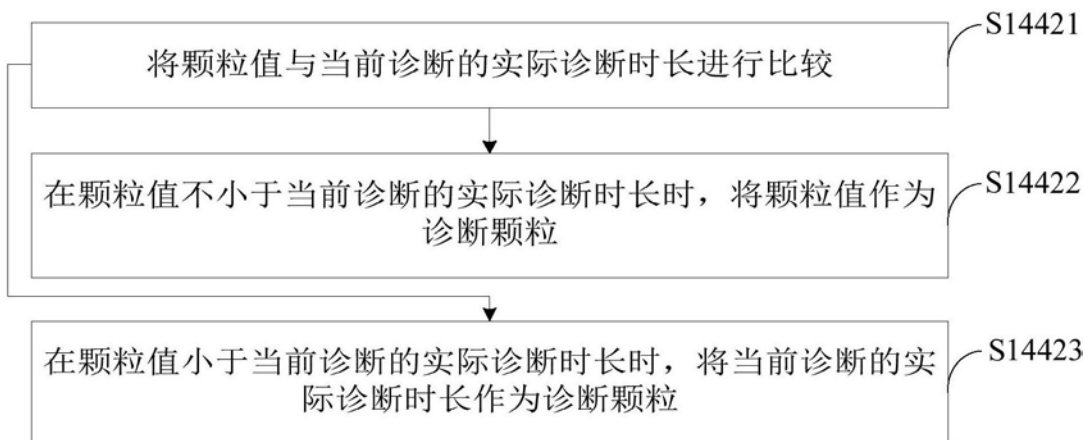 将颗粒值与当前诊断的实际诊断时长进行比较
S14421
在颗粒值不小于当前诊断的实际诊断时长时，将颗粒值作为
诊断颗粒
S14422
在颗粒值小于当前诊断的实际诊断时长时，将当前诊断的实
际诊断时长作为诊断颗粒
S14423